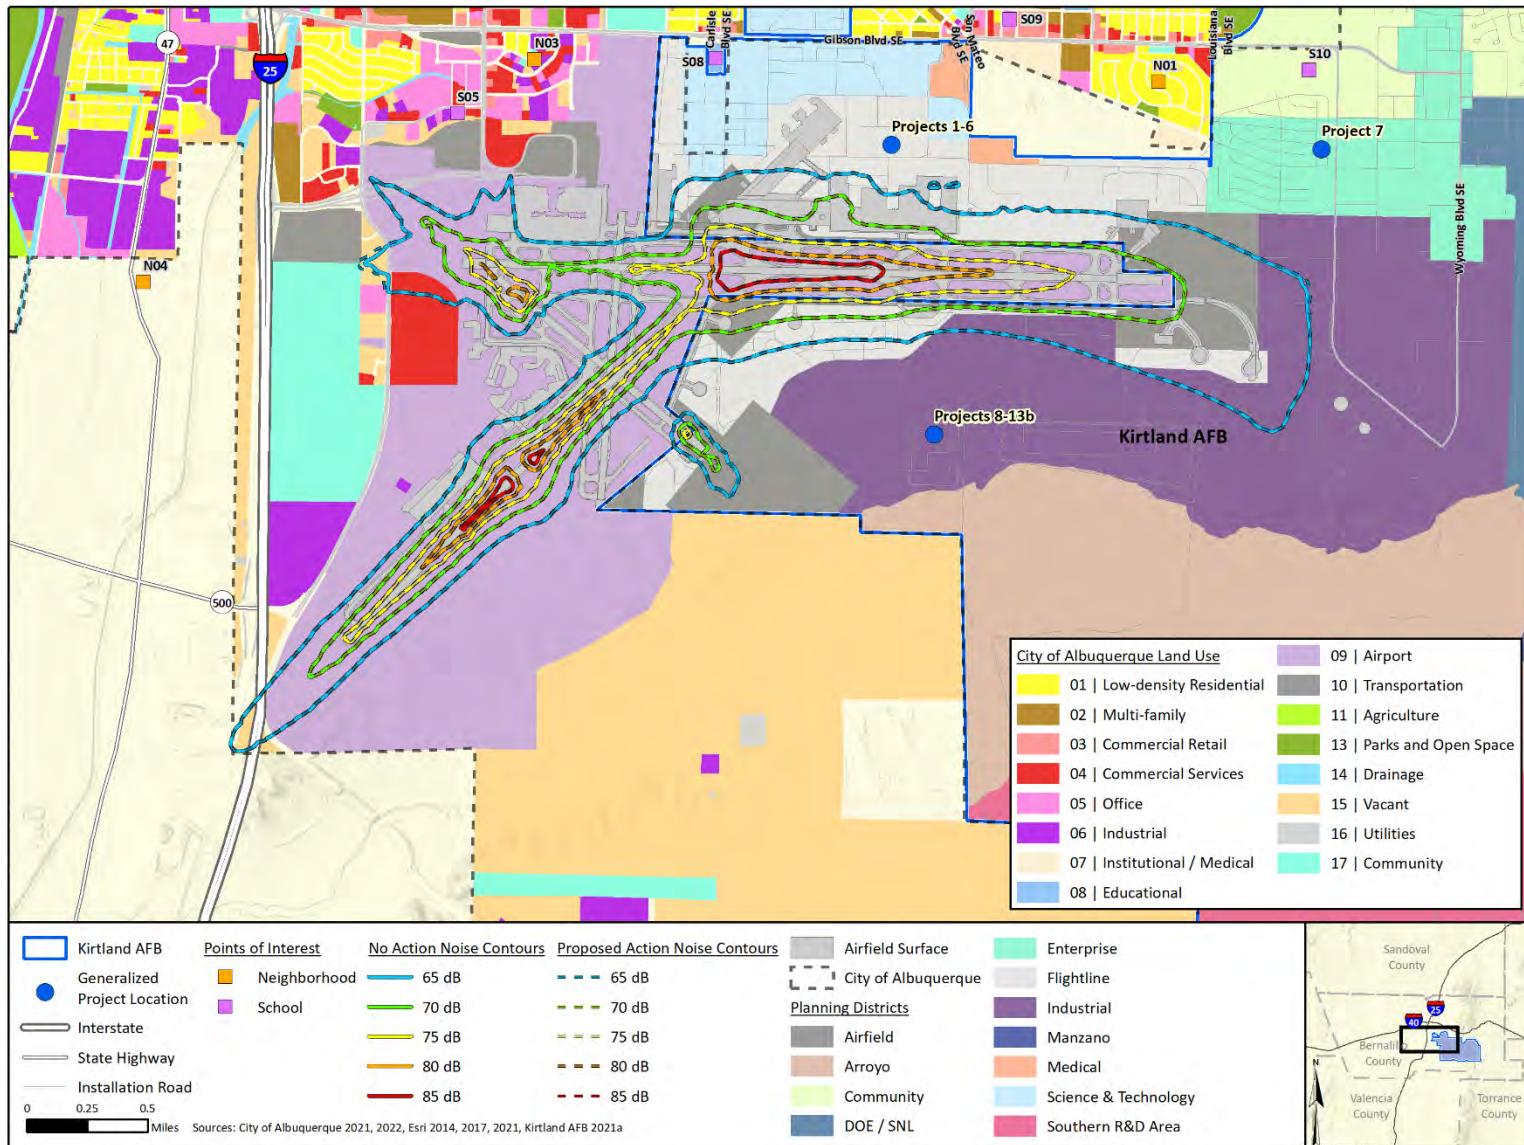 47
25
N03
Carlisle
Blvd SE
S08
Gibson Blvd SE
San Mateo
Blvd SE
S09
Louisiana
Blvd SE
N01
S10
S05
Projects 1-6
Project 7
Wyoming Blvd SE
N04
Projects 8-13b
Kirtland AFB
500
City of Albuquerque Land Use
01 | Low-density Residential
02 | Multi-family
03 | Commercial Retail
04 | Commercial Services
05 | Office
06 | Industrial
07 | Institutional / Medical
08 | Educational
09 | Airport
10 | Transportation
11 | Agriculture
13 | Parks and Open Space
14 | Drainage
15 | Vacant
16 | Utilities
17 | Community
Kirtland AFB
Generalized
Project Location
Interstate
State Highway
Installation Road
0 0.25 0.5
Miles
Points of Interest
Neighborhood
School
No Action Noise Contours
65 dB
70 dB
75 dB
80 dB
85 dB
Proposed Action Noise Contours
65 dB
70 dB
75 dB
80 dB
85 dB
Sources: City of Albuquerque 2021, 2022, Esri 2014, 2017, 2021, Kirtland AFB 2021a
Airfield Surface
City of Albuquerque
Planning Districts
Airfield
Arroyo
Community
DOE / SNL
Enterprise
Flightline
Industrial
Manzano
Medical
Science & Technology
Southern R&D Area
Sandoval
County
25
40
Bernalillo
County
N
Valencia
County
Torrance
County